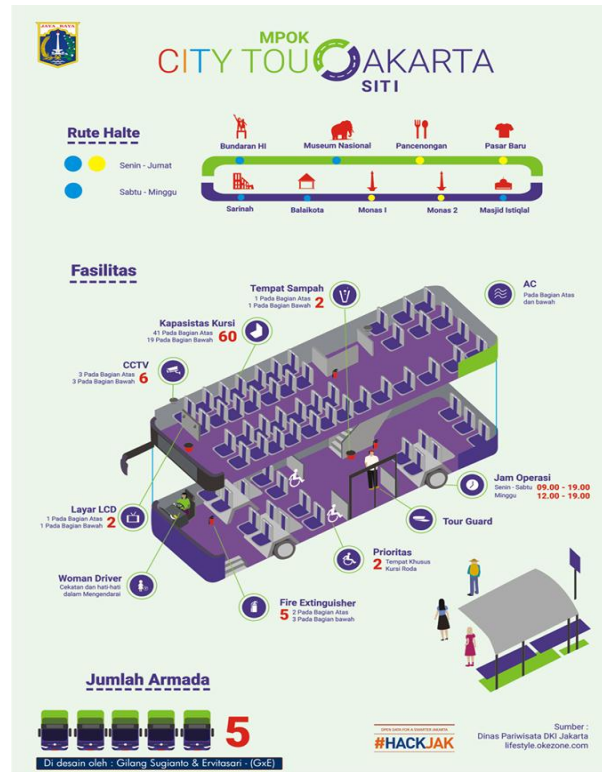 JAYA RAYA
MPOK
CITY TOU AKARTA
SITI
Rute Halte
Senin - Jumat
Sabtu - Minggu
Bundaran HI
Museum Nasional
Pancenongan
Pasar Baru
Sarinah
Balaikota
Monas I
Monas 2
Masjid Istiqlal
Fasilitas
Tempat Sampah
1 Pada Bagian Atas
1 Pada Bagian Bawah
2
AC
Pada Bagian Atas
dan bawah
Kapasistas Kursi
41 Pada Bagian Atas
19 Pada Bagian Bawah
60
CCTV
3 Pada Bagian Atas
3 Pada Bagian Bawah
6
Layar LCD
1 Pada Bagian Atas
1 Pada Bagian Bawah
2
Jam Operasi
Senin - Sabtu 09.00 - 19.00
Minggu 12.00 - 19.00
Tour Guard
Prioritas
2 Tempat Khusus
Kursi Roda
Woman Driver
Cekatan dan hati-hati
dalam Mengendarai
Fire Extinguisher
5
2 Pada Bagian Atas
3 Pada Bagian bawah
Jumlah Armada
5
Di desain oleh : Gilang Sugianto & Ervitasari - (GxE)
OPEN DATA FOR A SMARTER JAKARTA
#HACKJAK
Sumber :
Dinas Pariwisata DKI Jakarta
lifestyle.okezone.com